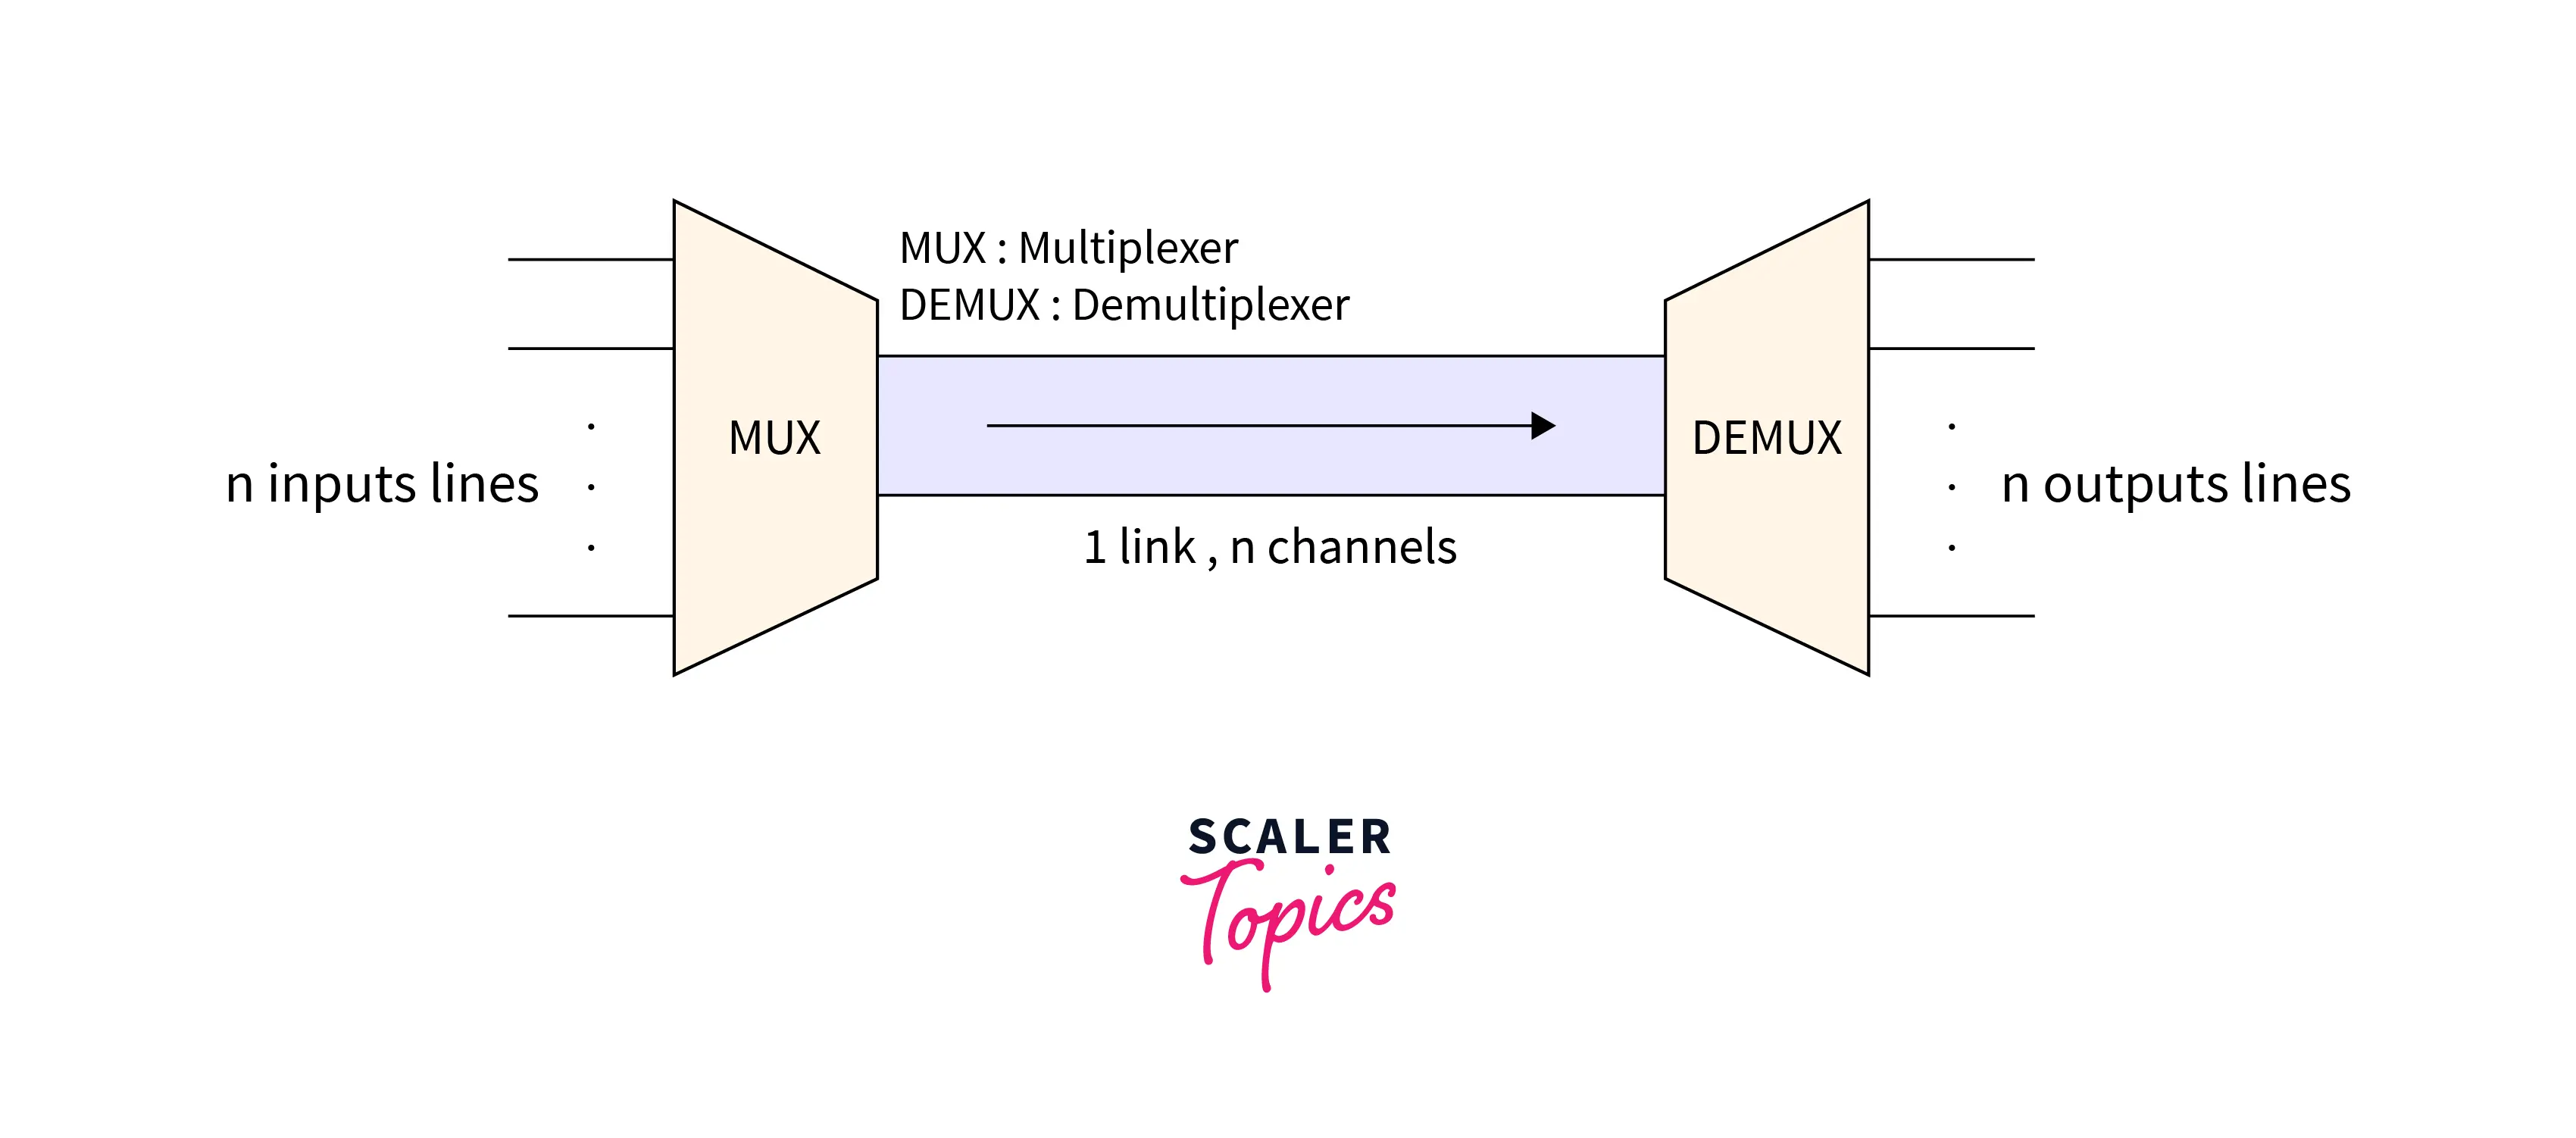 MUX : Multiplexer
DEMUX : Demultiplexer
MUX
DEMUX
n inputs lines
n outputs lines
1 link , n channels
SCALER
Topics